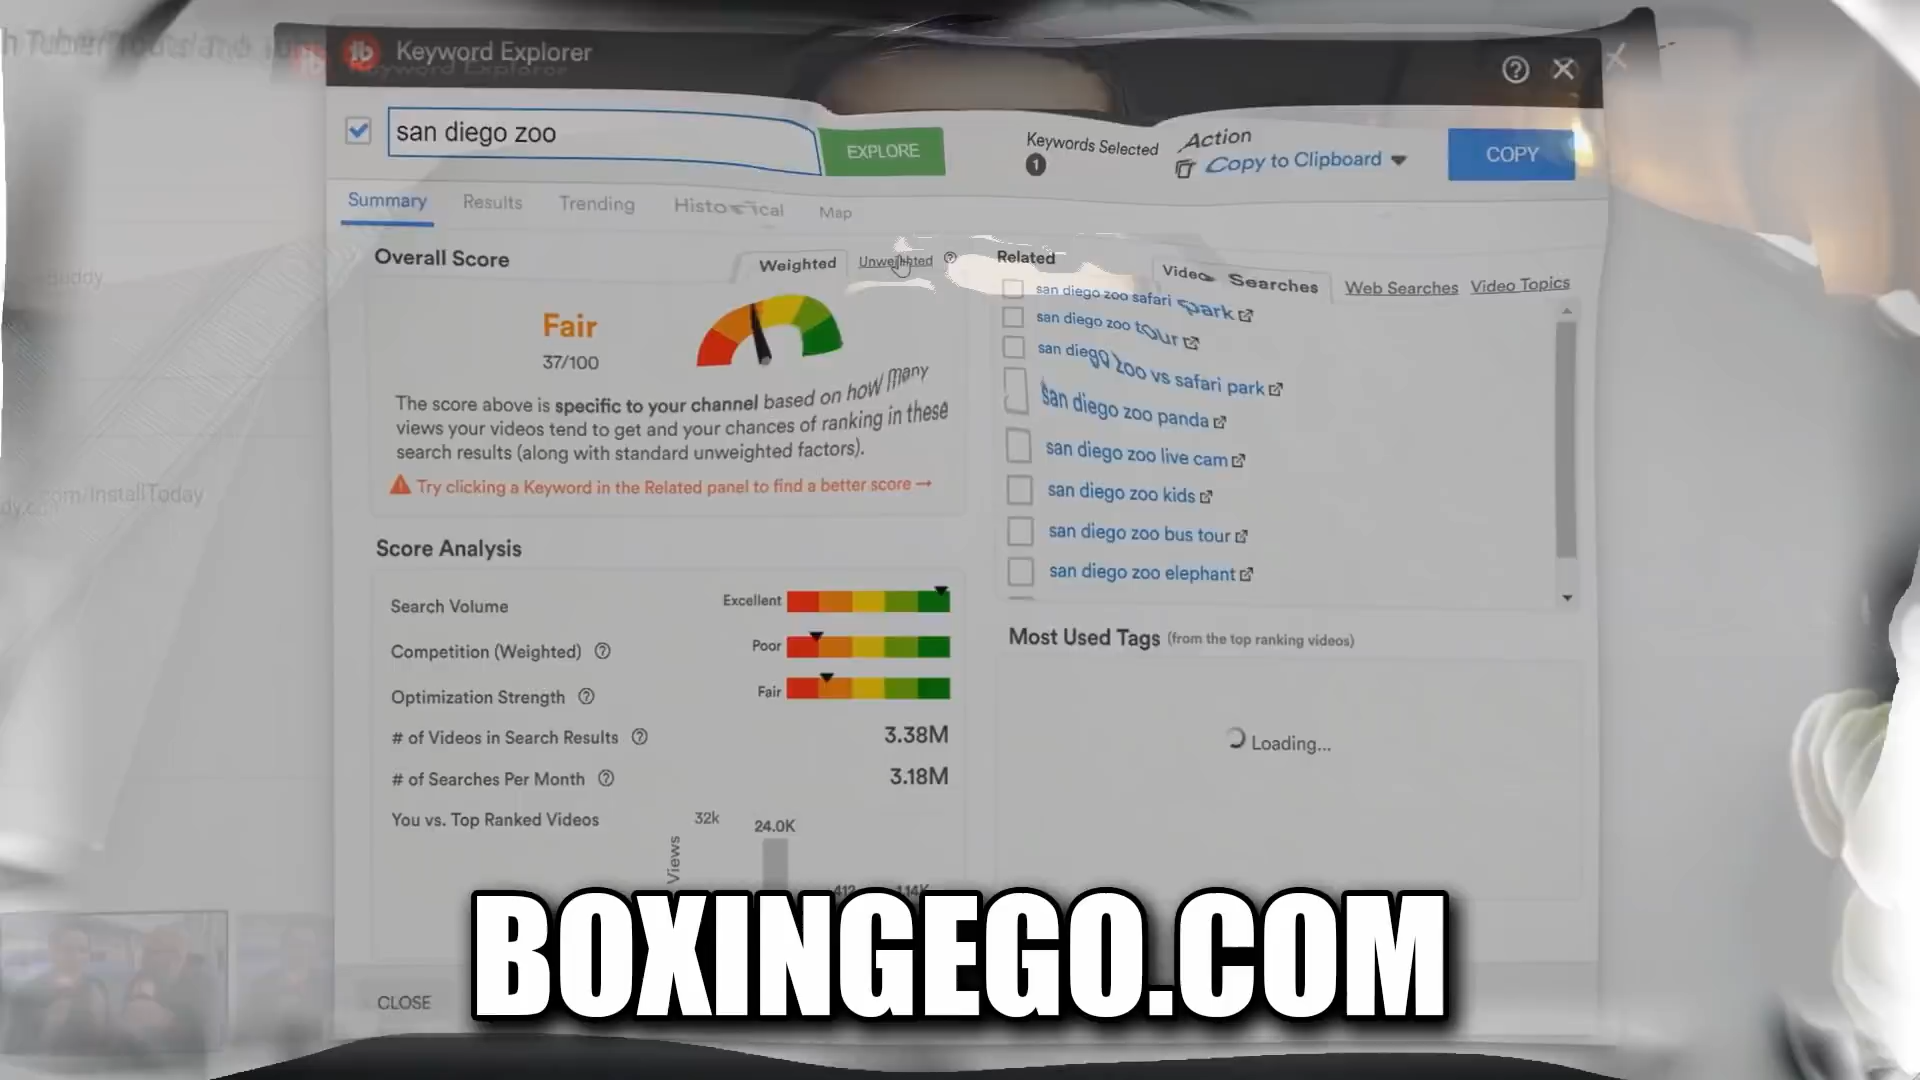 Keyword Explorer
san diego zoo
EXPLORE
Keywords Selected
1
Action
Copy to Clipboard
COPY
Summary
Results
Trending
Historical
Map
Overall Score
Weighted
Unweighted
Fair
37/100
The score above is specific to your channel based on how many
views your videos tend to get and your chances of ranking in these
search results (along with standard unweighted factors).
Try clicking a Keyword in the Related panel to find a better score →
Related
Video Searches
Web Searches
Video Topics
san diego zoo safari park
san diego zoo tour
san diego zoo vs safari park
san diego zoo panda
san diego zoo live cam
san diego zoo kids
san diego zoo bus tour
san diego zoo elephant
Score Analysis
Search Volume
Excellent
Competition (Weighted)
Poor
Optimization Strength
Fair
# of Videos in Search Results
3.38M
# of Searches Per Month
3.18M
You vs. Top Ranked Videos
32k
24.0K
Views
Most Used Tags (from the top ranking videos)
Loading...
Buddy
.com/InstallToday
CLOSE
BOXINGEGO.COM